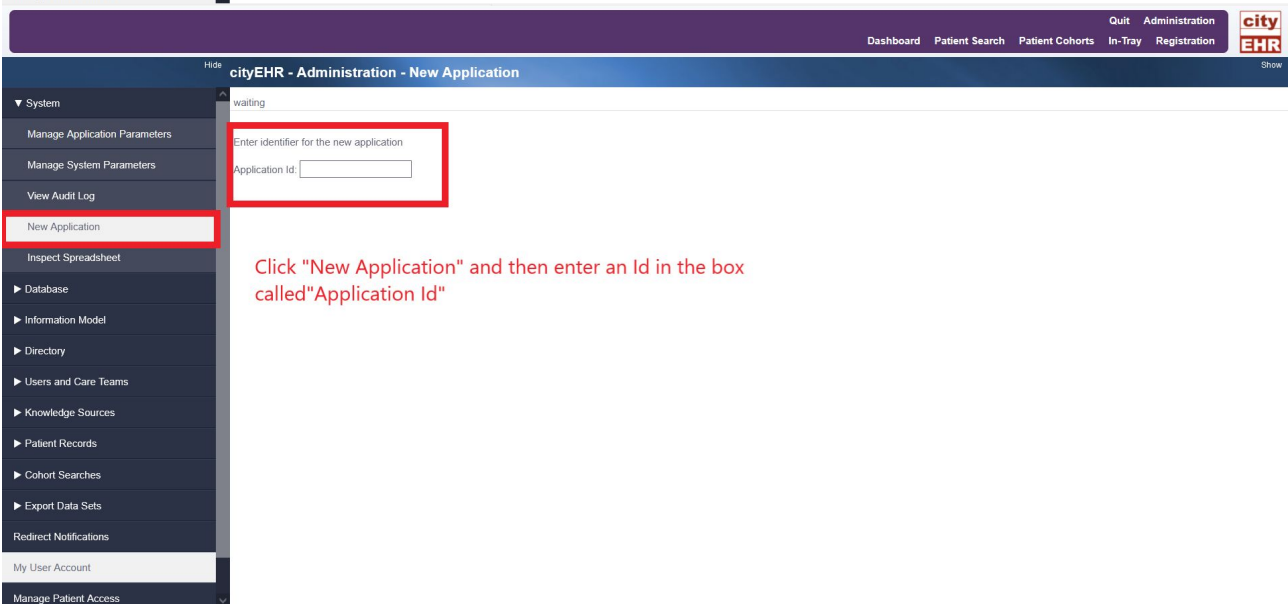 Quit Administration
city
Dashboard Patient Search Patient Cohorts In-Tray Registration
EHR
Hide
cityEHR - Administration - New Application
Show
▼ System
waiting
Manage Application Parameters
Enter identifier for the new application
Manage System Parameters
Application Id:
View Audit Log
New Application
Inspect Spreadsheet
Click "New Application" and then enter an Id in the box
called"Application Id"
▶ Database
▶ Information Model
▶ Directory
▶ Users and Care Teams
▶ Knowledge Sources
▶ Patient Records
▶ Cohort Searches
▶ Export Data Sets
Redirect Notifications
My User Account
Manage Patient Access